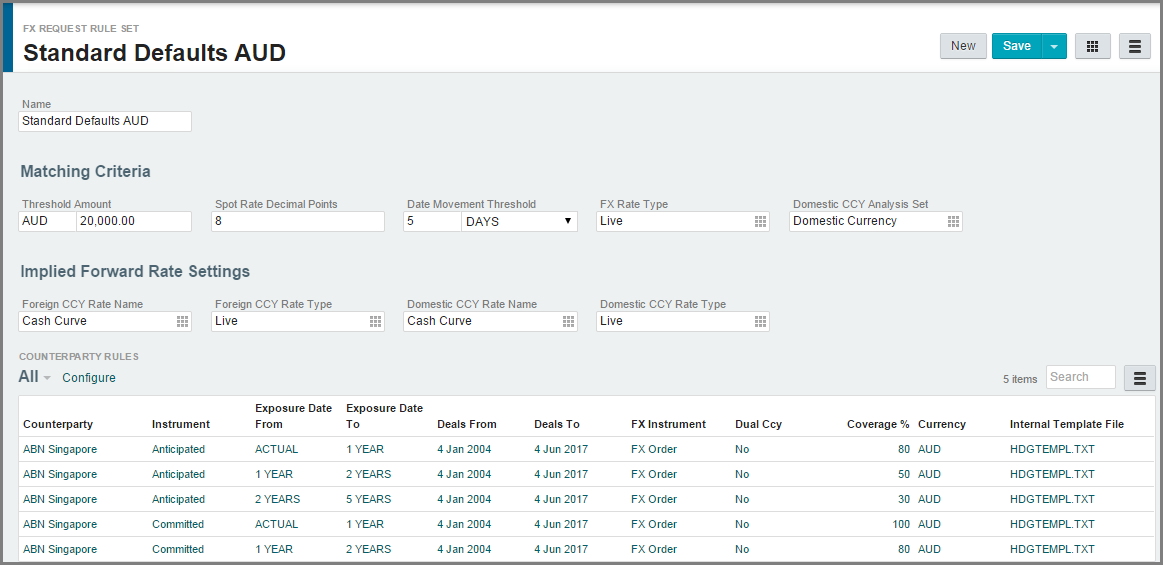 FX REQUEST RULE SET
Standard Defaults AUD
New Save
Name
Standard Defaults AUD
Matching Criteria
Threshold Amount Spot Rate Decimal Points Date Movement Threshold FX Rate Type Domestic CCY Analysis Set
AUD 20,000.00 8 5 DAYS Live Domestic Currency
Implied Forward Rate Settings
Foreign CCY Rate Name Foreign CCY Rate Type Domestic CCY Rate Name Domestic CCY Rate Type
Cash Curve Live Cash Curve Live
COUNTERPARTY RULES
All Configure 5 items Search
Counterparty Instrument Exposure Date From Exposure Date To Deals From Deals To FX Instrument Dual Ccy Coverage % Currency Internal Template File
ABN Singapore Anticipated ACTUAL 1 YEAR 4 Jan 2004 4 Jun 2017 FX Order No 80 AUD HDGTEMPL.TXT
ABN Singapore Anticipated 1 YEAR 2 YEARS 4 Jan 2004 4 Jun 2017 FX Order No 50 AUD HDGTEMPL.TXT
ABN Singapore Anticipated 2 YEARS 5 YEARS 4 Jan 2004 4 Jun 2017 FX Order No 30 AUD HDGTEMPL.TXT
ABN Singapore Committed ACTUAL 1 YEAR 4 Jan 2004 4 Jun 2017 FX Order No 100 AUD HDGTEMPL.TXT
ABN Singapore Committed 1 YEAR 2 YEARS 4 Jan 2004 4 Jun 2017 FX Order No 80 AUD HDGTEMPL.TXT